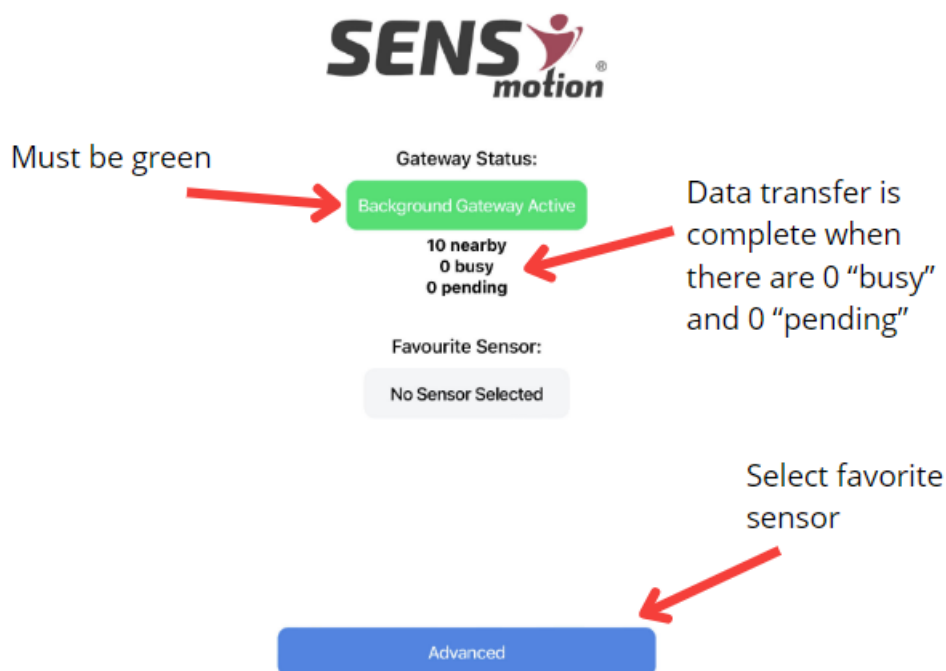 SENS
motion®
Must be green
Gateway Status:
Background Gateway Active
10 nearby
0 busy
0 pending
Data transfer is
complete when
there are 0 “busy”
and 0 “pending”
Favourite Sensor:
No Sensor Selected
Select favorite
sensor
Advanced